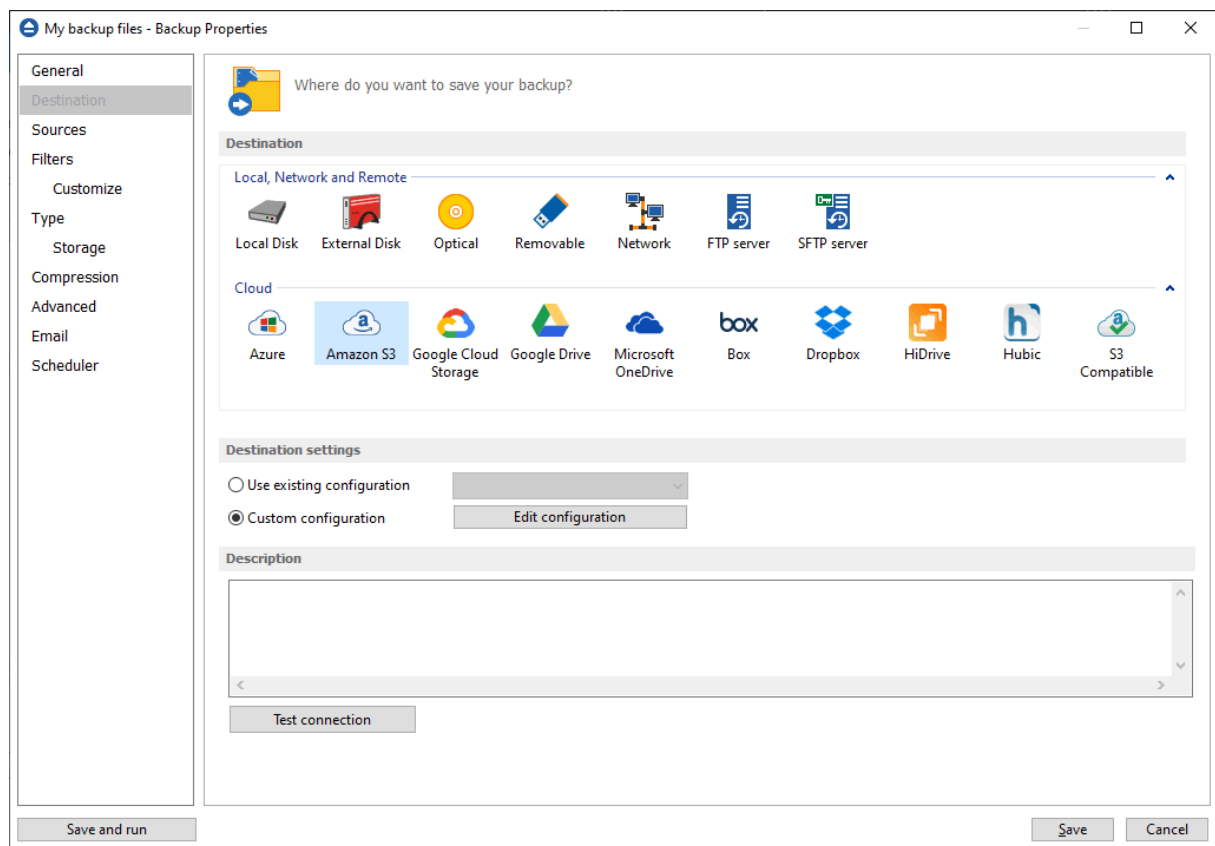 My backup files - Backup Properties
General
Destination
Sources
Filters
Customize
Type
Storage
Compression
Advanced
Email
Scheduler
Where do you want to save your backup?
Destination
Local, Network and Remote
Local Disk External Disk Optical Removable Network FTP server SFTP server
Cloud
box
Azure Amazon S3 Google Cloud Google Drive Microsoft Box Dropbox HiDrive Hubic S3
Storage OneDrive Compatible
Destination settings
Use existing configuration
Custom configuration Edit configuration
Description
Test connection
Save and run Save Cancel